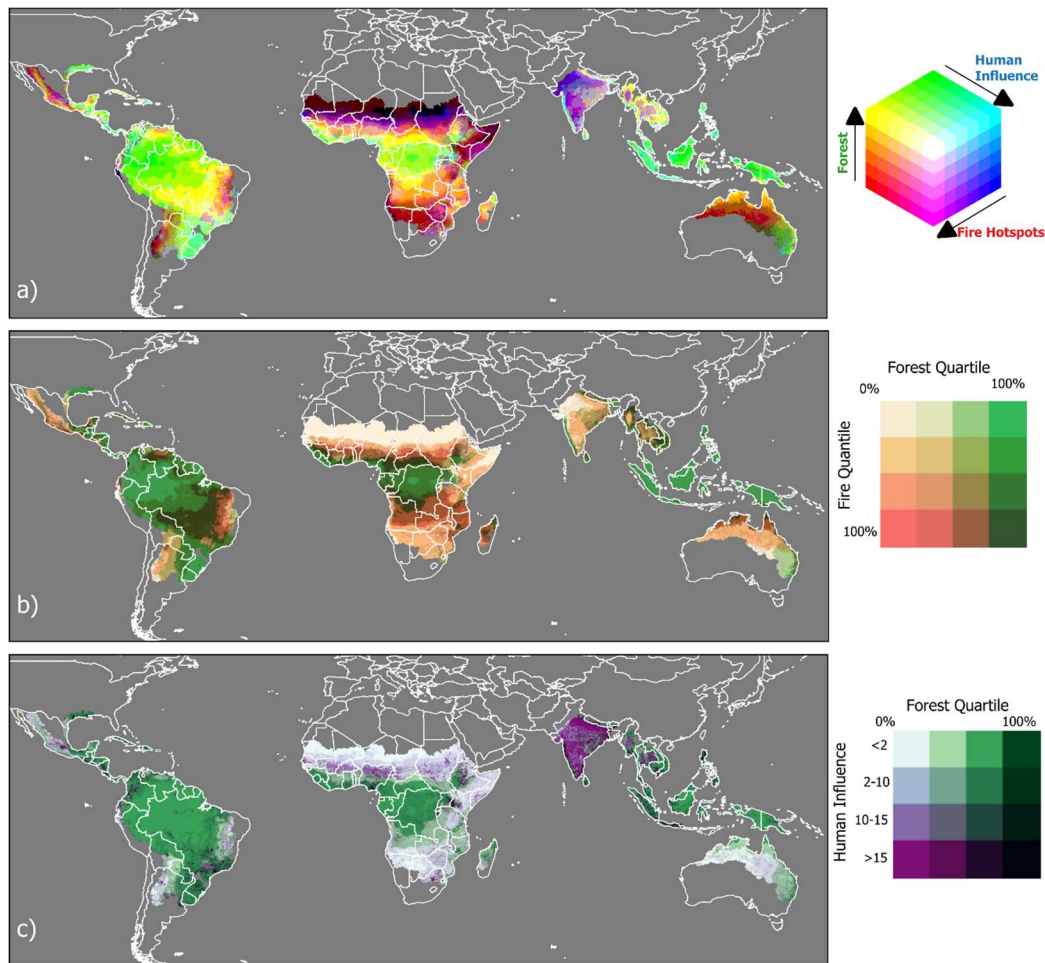 Human
Influence
Forest
Fire Hotspots
a)
Forest Quartile
0%
100%
Fire Quantile
100%
b)
Forest Quartile
0%
100%
Human Influence
<2
2-10
10-15
>15
c)